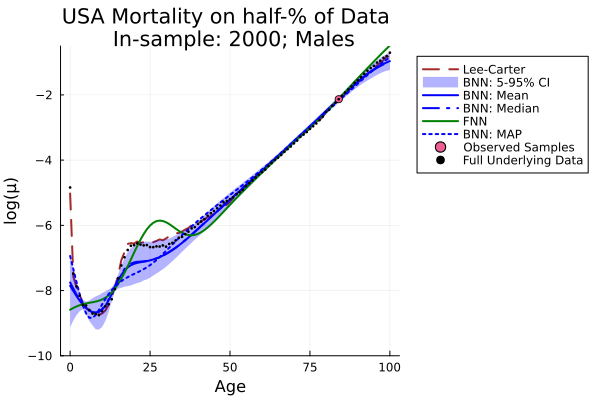 USA Mortality on half-% of Data
In-sample: 2000; Males
Lee-Carter
BNN: 5-95% CI
BNN: Mean
BNN: Median
FNN
BNN: MAP
Observed Samples
Full Underlying Data
log(μ)
−2
−4
−6
−8
−10
0
25
50
75
100
Age